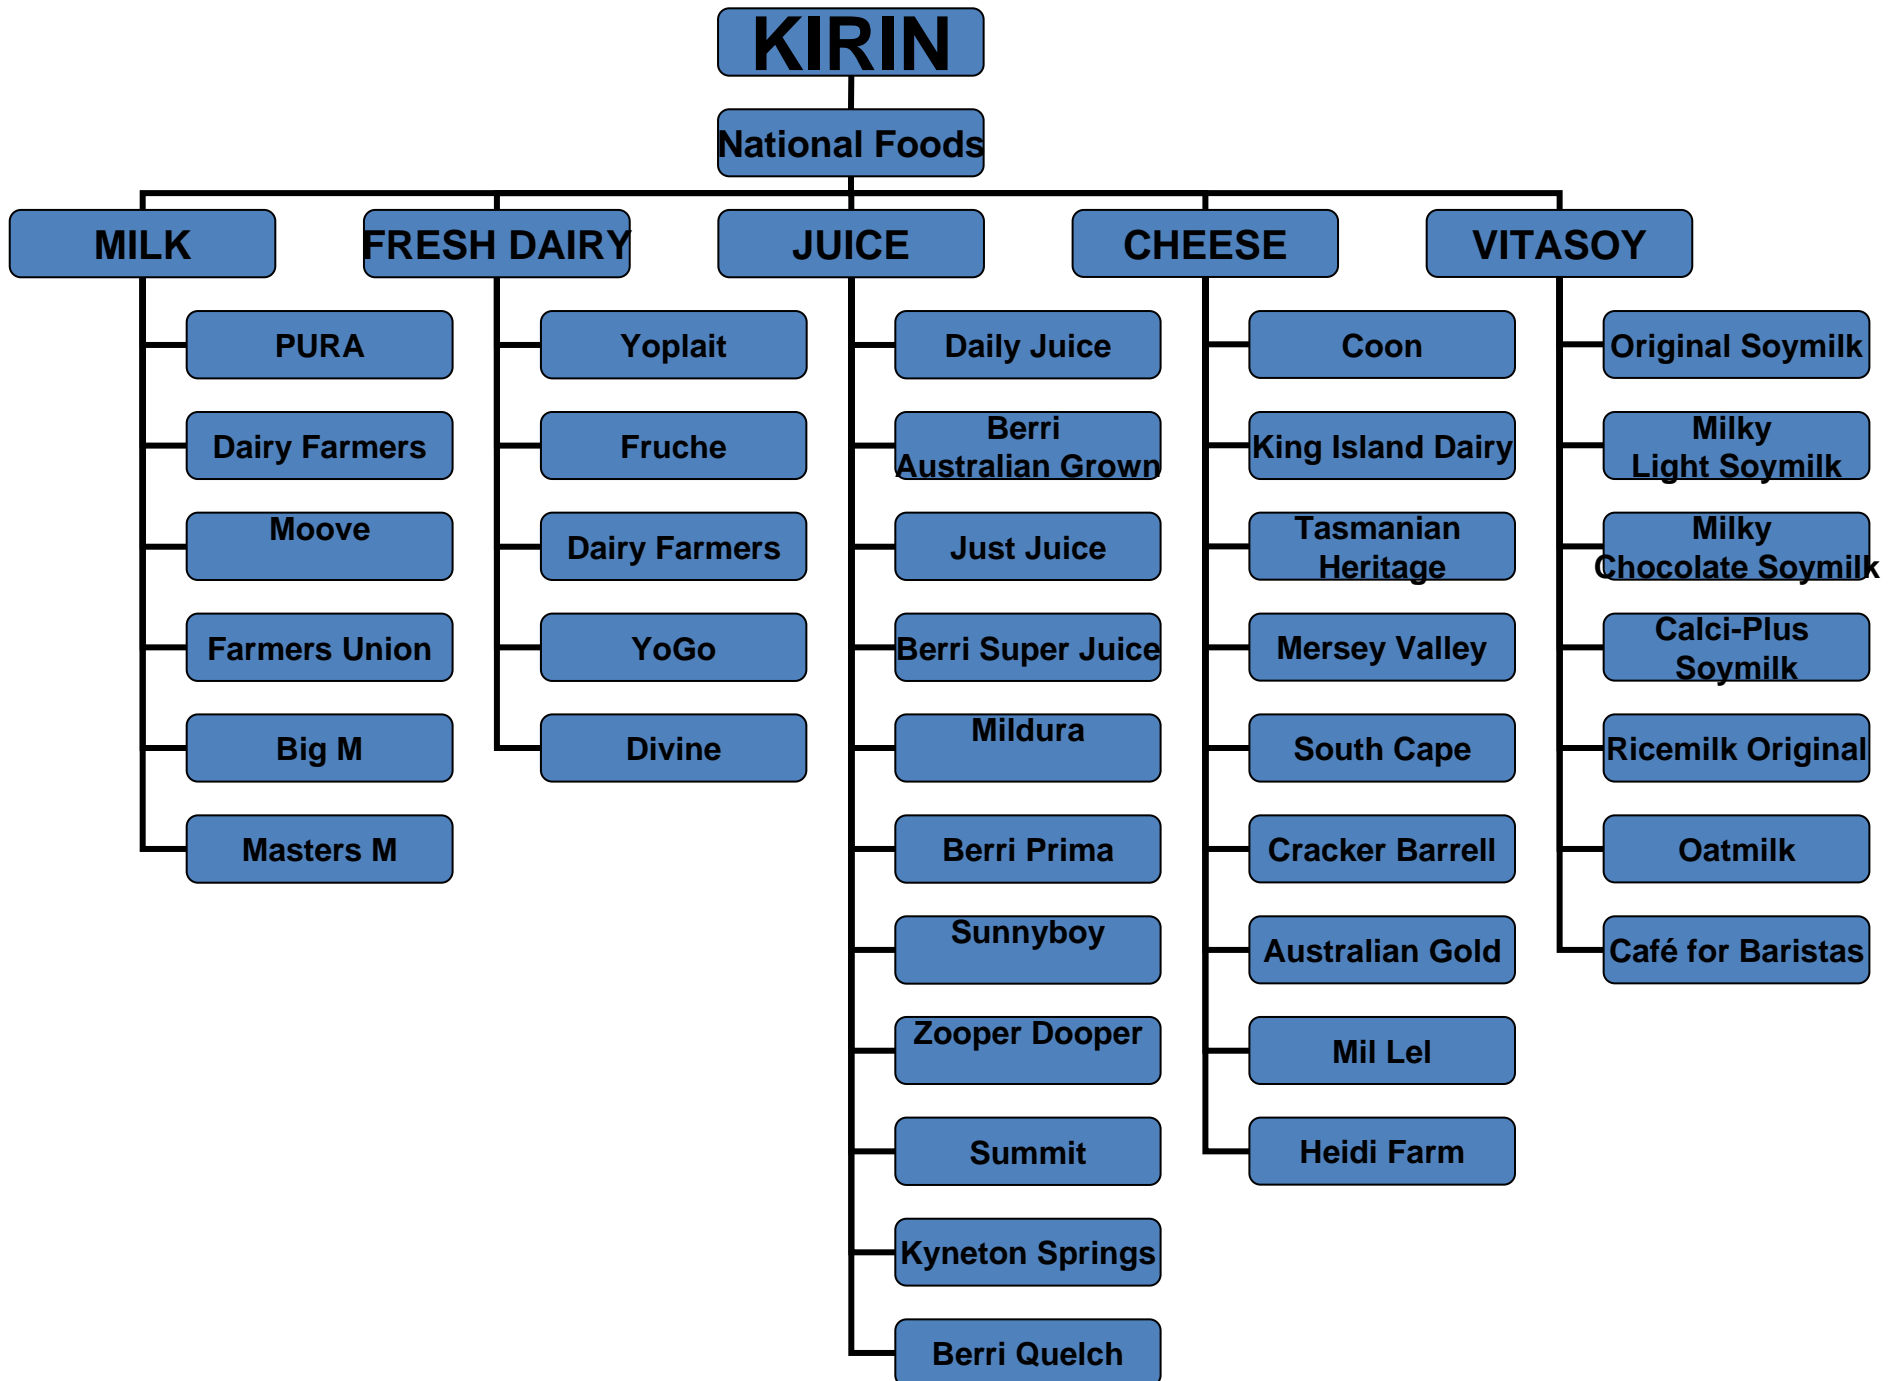 KIRIN
National Foods
MILK
FRESH DAIRY
JUICE
CHEESE
VITASOY
PURA
Dairy Farmers
Moove
Farmers Union
Big M
Masters M
Yoplait
Fruche
Dairy Farmers
YoGo
Divine
Daily Juice
Berri
Australian Grown
Just Juice
Berri Super Juice
Mildura
Berri Prima
Sunnyboy
Zooper Dooper
Summit
Kyneton Springs
Berri Quelch
Coon
King Island Dairy
Tasmanian
Heritage
Mersey Valley
South Cape
Cracker Barrell
Australian Gold
Mil Lel
Heidi Farm
Original Soymilk
Milky
Light Soymilk
Milky
Chocolate Soymilk
Calci-Plus
Soymilk
Ricemilk Original
Oatmilk
Café for Baristas